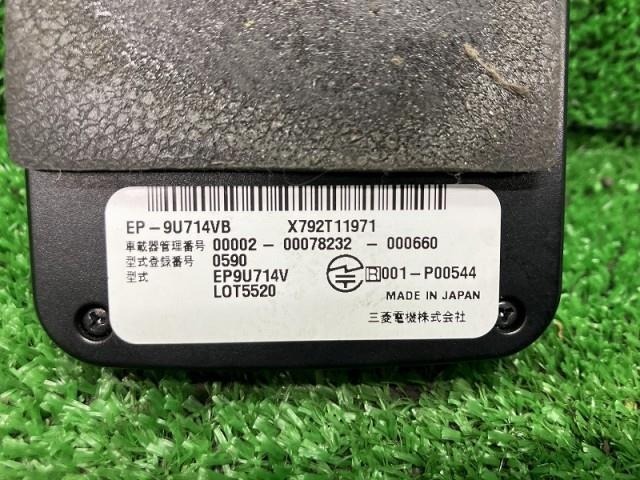 EP-9U714VB X792T11971
車載器管理番号 00002-00078232-000660
型式登録番号 0590
型式 EP9U714V R001-P00544
LOT5520 MADE IN JAPAN
三菱電機株式会社